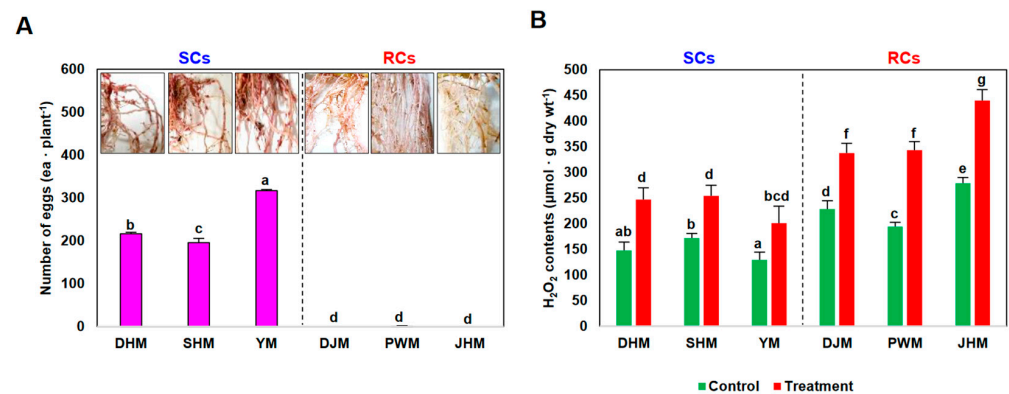 A
SCs
RCs
Number of eggs (ea · plant⁻¹)
600
500
400
300
200
100
0
b
c
a
d
d
d
DHM
SHM
YM
DJM
PWM
JHM
B
SCs
RCs
H₂O₂ contents (μmol · g dry wt⁻¹)
500
450
400
350
300
250
200
150
100
50
0
ab
d
b
d
a
bcd
d
f
c
f
e
g
DHM
SHM
YM
DJM
PWM
JHM
Control
Treatment